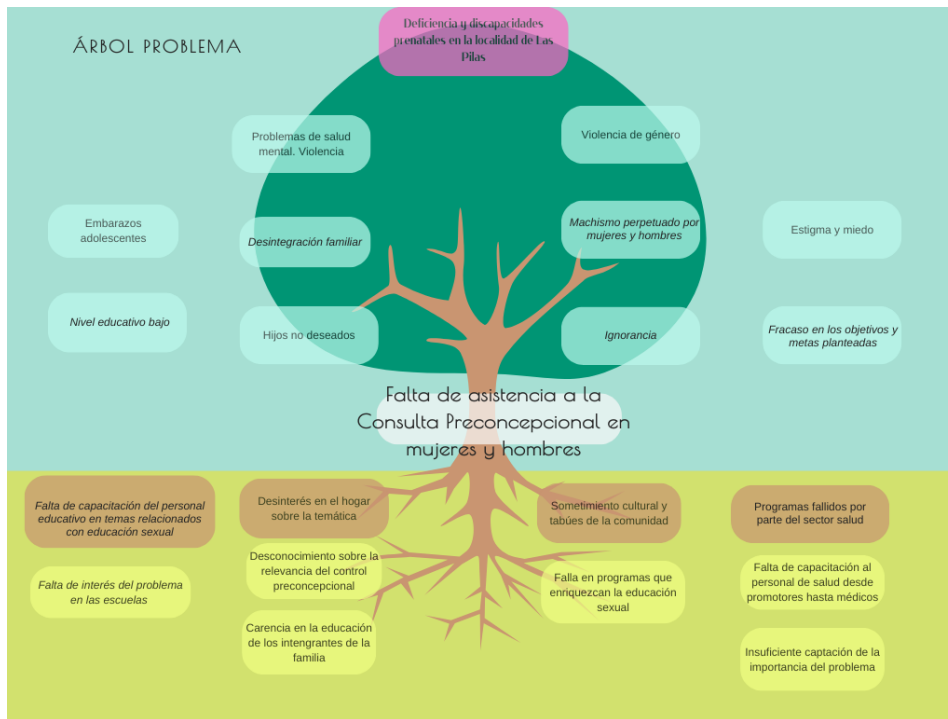 ÁRBOL PROBLEMA
Deficiencia y discapacidades
prenatales en la localidad de Las
Pilas
Problemas de salud
mental. Violencia
Violencia de género
Embarazos
adolescentes
Desintegración familiar
Machismo perpetuado por
mujeres y hombres
Estigma y miedo
Nivel educativo bajo
Hijos no deseados
Ignorancia
Fracaso en los objetivos y
metas planteadas
Falta de asistencia a la
Consulta Preconcepcional en
mujeres y hombres
Falta de capacitación del personal
educativo en temas relacionados
con educación sexual
Desinterés en el hogar
sobre la temática
Sometimiento cultural y
tabúes de la comunidad
Programas fallidos por
parte del sector salud
Falta de interés del problema
en las escuelas
Desconocimiento sobre la
relevancia del control
preconcepcional
Falla en programas que
enriquezcan la educación
sexual
Falta de capacitación al
personal de salud desde
promotores hasta médicos
Carencia en la educación
de los intengrantes de la
familia
Insuficiente captación de la
importancia del problema